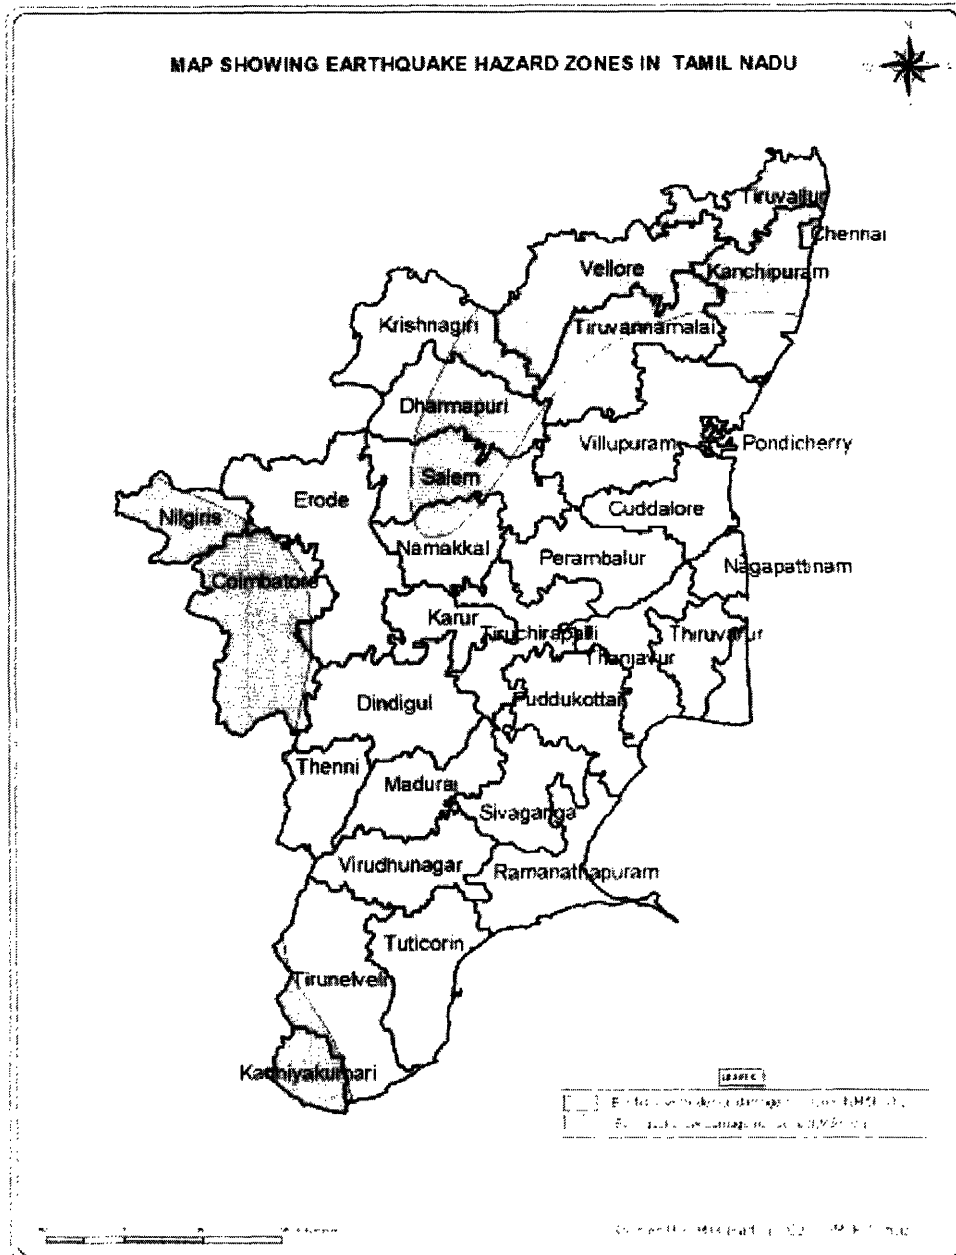 MAP SHOWING EARTHQUAKE HAZARD ZONES IN TAMIL NADU
N
Tiruvallur
Chennai
Vellore
Kanchipuram
Krishnagiri
Tiruvannamalai
Dharmapuri
Villupuram
Pondicherry
Salem
Erode
Cuddalore
Nilgiris
Namakkal
Perambalur
Nagapattinam
Coimbatore
Karur
Tiruchirapalli
Thiruvarur
Thanjavur
Dindigul
Puddukottai
Thenni
Madurai
Sivaganga
Virudhunagar
Ramanathapuram
Tuticorin
Tirunelveli
Kanniyakumari